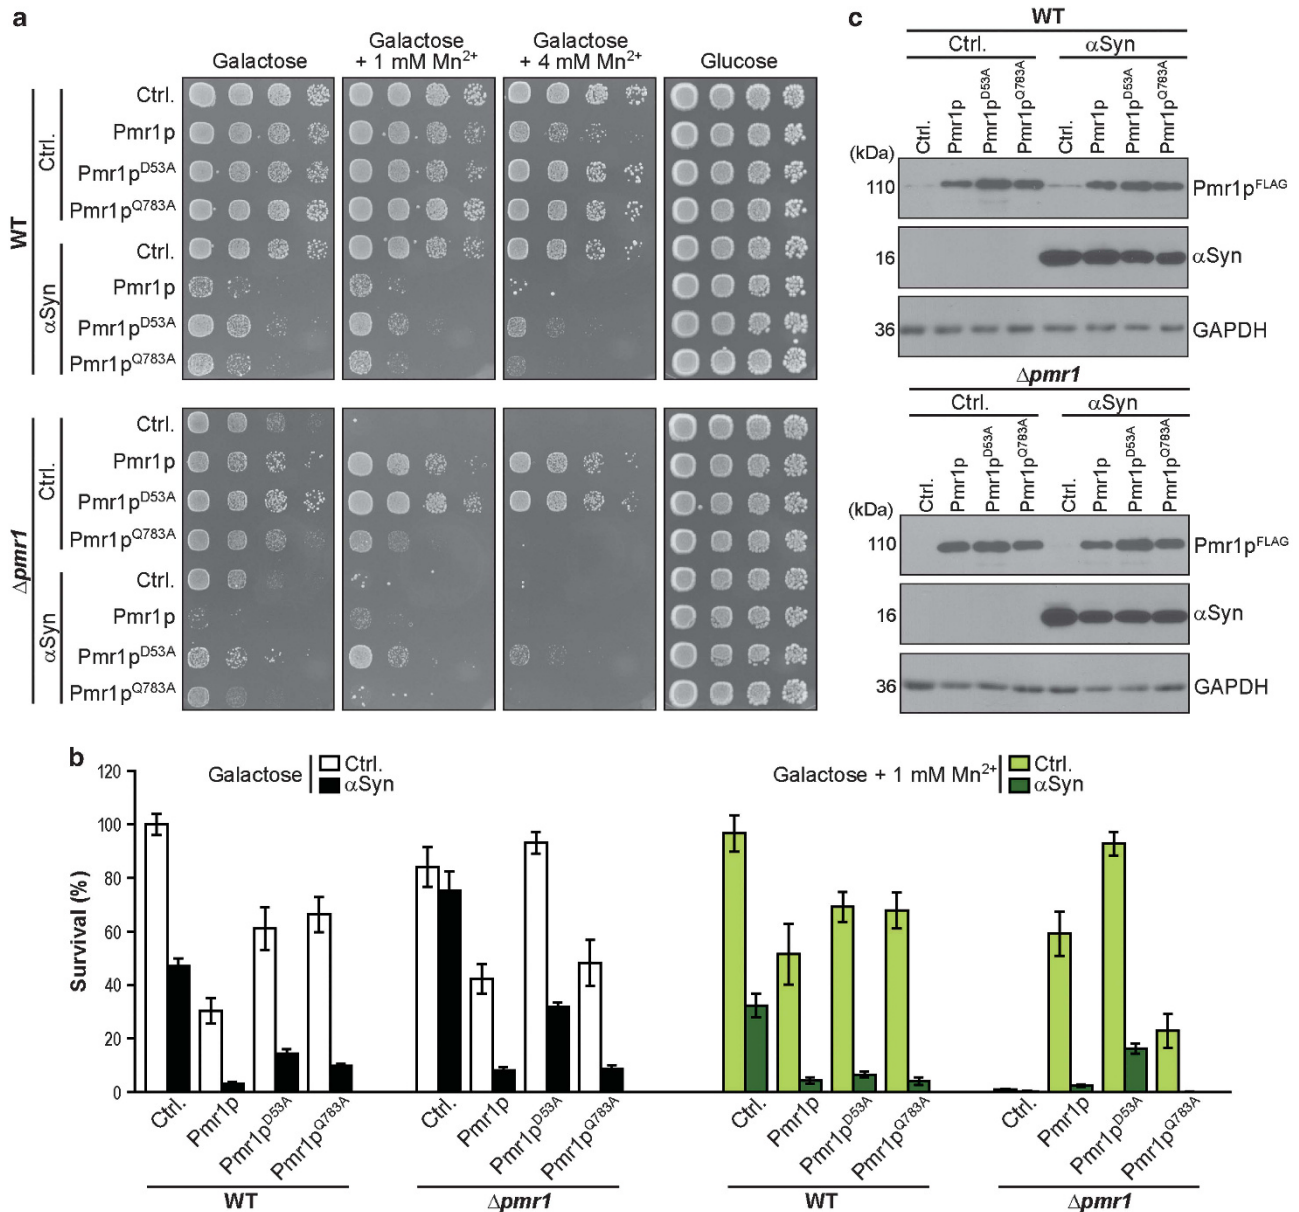 a
Galactose
Galactose
+ 1 mM Mn2+
Galactose
+ 4 mM Mn2+
Glucose
WT
Ctrl.
Ctrl.
Pmr1p
Pmr1pD53A
Pmr1pQ783A
αSyn
Ctrl.
Pmr1p
Pmr1pD53A
Pmr1pQ783A
Δpmr1
Ctrl.
Ctrl.
Pmr1p
Pmr1pD53A
Pmr1pQ783A
αSyn
Ctrl.
Pmr1p
Pmr1pD53A
Pmr1pQ783A
c
WT
Ctrl. αSyn
Ctrl. Pmr1p Pmr1pD53A Pmr1pQ783A Ctrl. Pmr1p Pmr1pD53A Pmr1pQ783A
(kDa)
110 Pmr1pFLAG
16 αSyn
36 GAPDH
Δpmr1
Ctrl. αSyn
Ctrl. Pmr1p Pmr1pD53A Pmr1pQ783A Ctrl. Pmr1p Pmr1pD53A Pmr1pQ783A
(kDa)
110 Pmr1pFLAG
16 αSyn
36 GAPDH
b
Survival (%)
120
100
80
60
40
20
0
Galactose Ctrl.
αSyn
Galactose + 1 mM Mn2+ Ctrl.
αSyn
Ctrl. Pmr1p Pmr1pD53A Pmr1pQ783A Ctrl. Pmr1p Pmr1pD53A Pmr1pQ783A Ctrl. Pmr1p Pmr1pD53A Pmr1pQ783A Ctrl. Pmr1p Pmr1pD53A Pmr1pQ783A
WT Δpmr1 WT Δpmr1